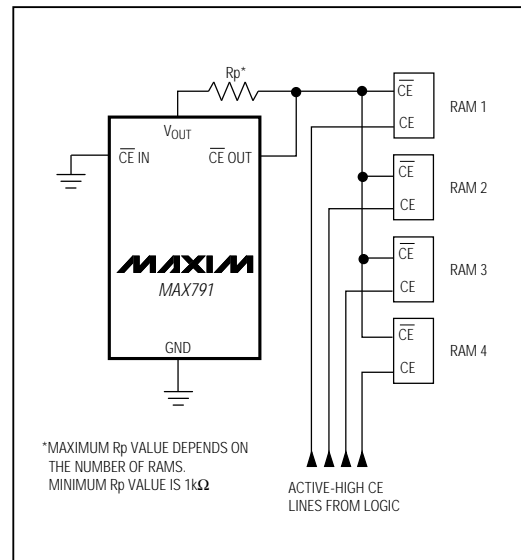 Rp*
VOUT
CE IN
CE OUT
MAXIM
MAX791
GND
CE
CE
RAM 1
CE
CE
RAM 2
CE
CE
RAM 3
CE
CE
RAM 4
*MAXIMUM Rp VALUE DEPENDS ON
THE NUMBER OF RAMS.
MINIMUM Rp VALUE IS 1kΩ
ACTIVE-HIGH CE
LINES FROM LOGIC